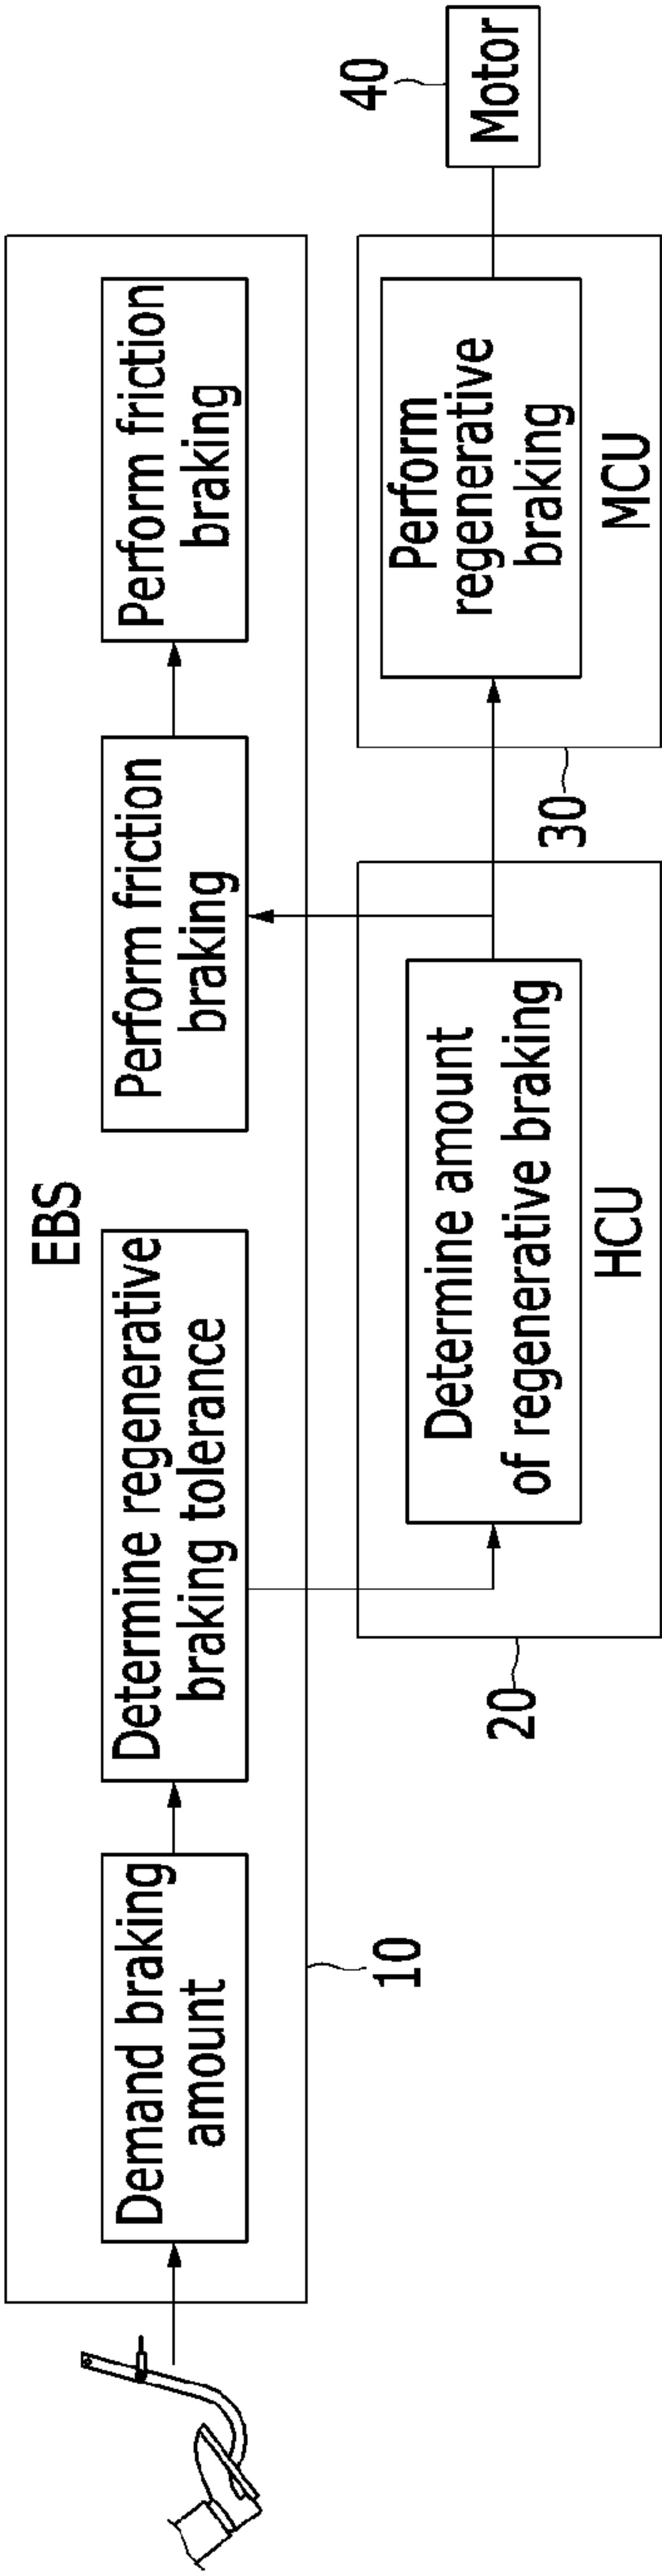 EBS
Demand braking
amount
Determine regenerative
braking tolerance
Perform friction
braking
Perform friction
braking
10
Determine amount
of regenerative braking
HCU
20
Perform
regenerative
braking
MCU
30
Motor
40